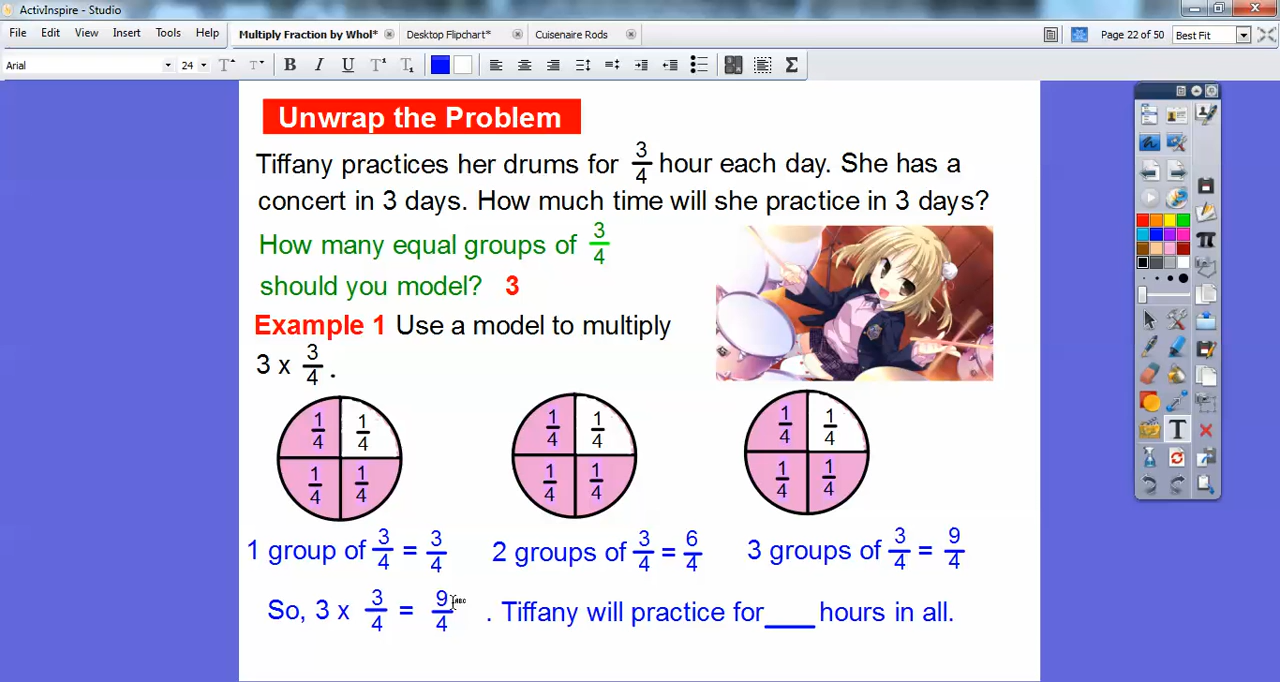 ActivInspire - Studio
File Edit View Insert Tools Help
Multiply Fraction by Whol* Desktop Flipchart* Cuisenaire Rods
Page 22 of 50 Best Fit
Arial 24
Unwrap the Problem
Tiffany practices her drums for 3/4 hour each day. She has a
concert in 3 days. How much time will she practice in 3 days?
How many equal groups of 3/4
should you model? 3
Example 1 Use a model to multiply
3 x 3/4 .
1/4 1/4 1/4 1/4 1/4 1/4
1/4 1/4 1/4 1/4 1/4 1/4
1 group of 3/4 = 3/4 2 groups of 3/4 = 6/4 3 groups of 3/4 = 9/4
So, 3 x 3/4 = 9/4 . Tiffany will practice for____ hours in all.